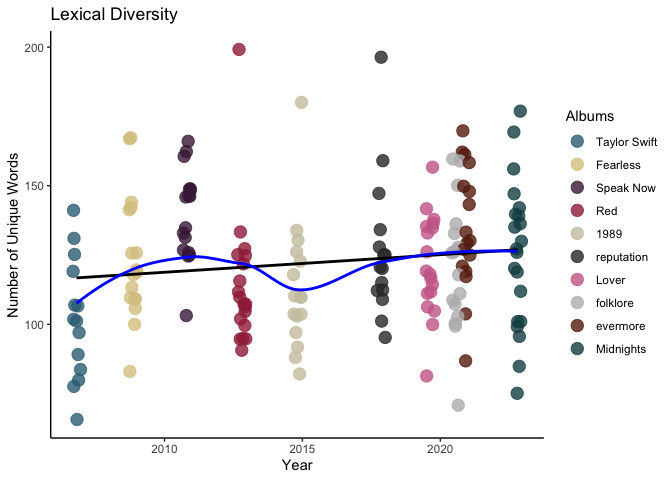 Lexical Diversity
Number of Unique Words
200
150
100
2010
2015
2020
Year
Albums
Taylor Swift
Fearless
Speak Now
Red
1989
reputation
Lover
folklore
evermore
Midnights